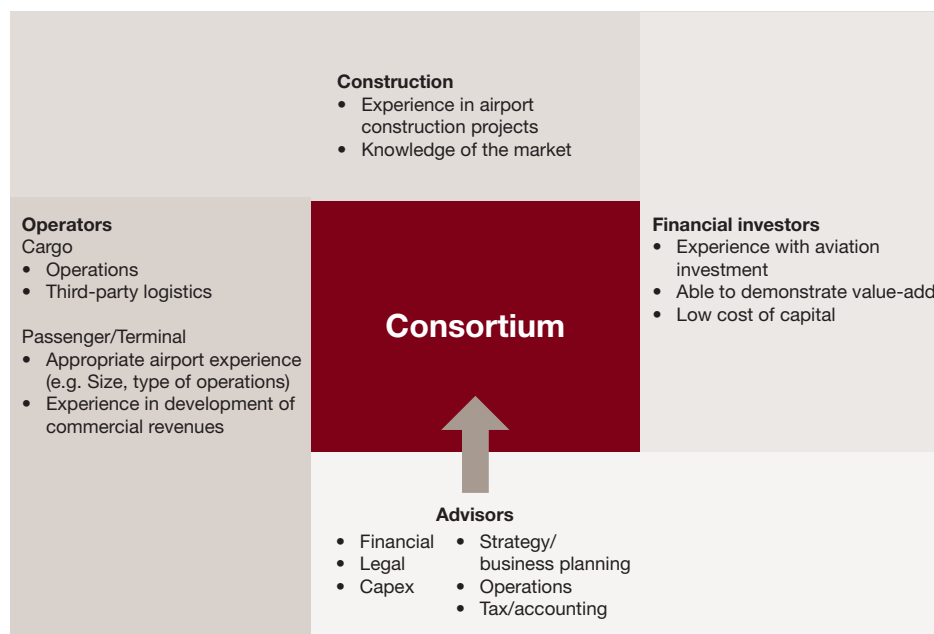 Construction
• Experience in airport
construction projects
• Knowledge of the market
Operators
Cargo
• Operations
• Third-party logistics
Passenger/Terminal
• Appropriate airport experience
(e.g. Size, type of operations)
• Experience in development of
commercial revenues
Consortium
Financial investors
• Experience with aviation
investment
• Able to demonstrate value-add
• Low cost of capital
Advisors
• Financial
• Legal
• Capex
• Strategy/
business planning
• Operations
• Tax/accounting